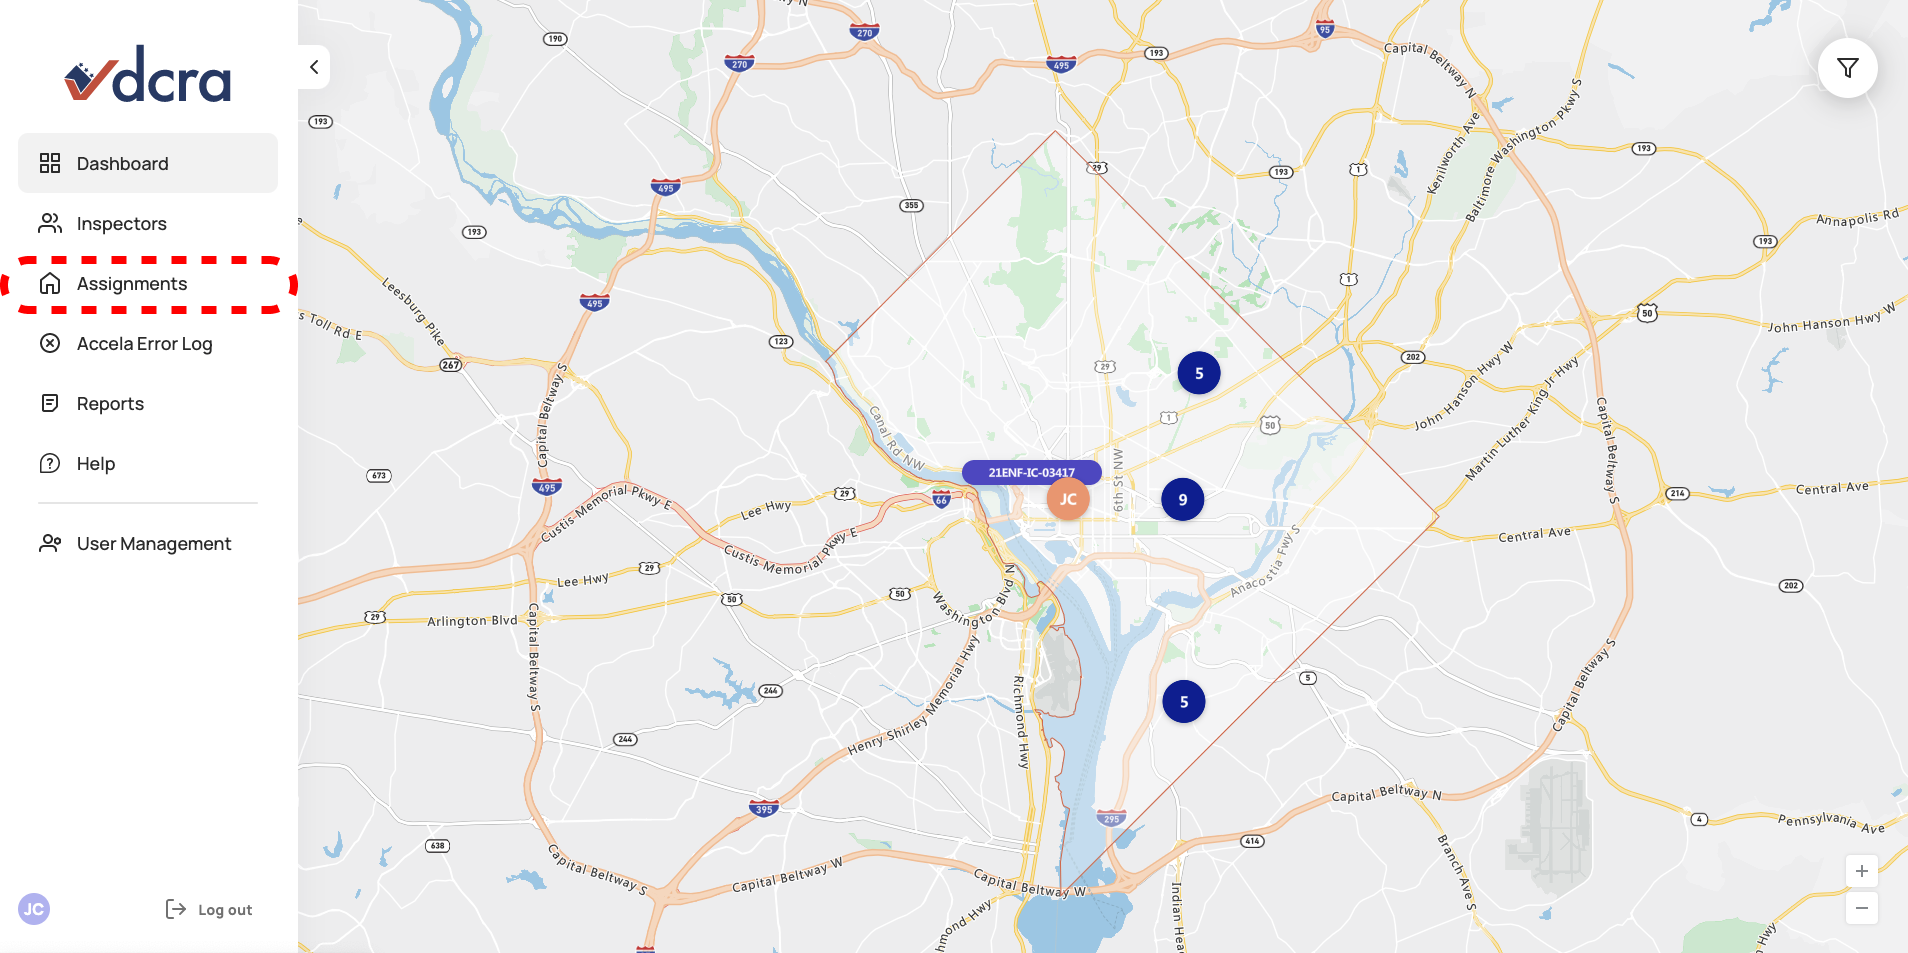 dcra
Dashboard
Inspectors
Assignments
Accela Error Log
Reports
Help
User Management
JC
Log out
190
270
270
495
193
95
Capital Beltway N
193
193
495
355
29
193
1
Kenilworth Ave
Baltimore Washington Pkwy S
193
Annapolis Rd
193
193
495
Leesburg Pike
s Toll Rd E
267
123
1
50
John Hanson Hwy W
202
John Hanson Hwy W
Martin Luther King Jr Hwy
29
5
1
50
Capital Beltway S
Canal Rd NW
Capital Beltway S
673
495
Custis Memorial Pkwy E
Lee Hwy
29
66
21ENF-IC-03417
JC
6th St NW
9
214
Central Ave
Central Ave
Custis Memorial Pkwy E
Anacostia Fwy S
202
Lee Hwy
29
50
50
29
Arlington Blvd
Washington Blvd N
Capital Beltway S
5
5
244
244
Richmond Hwy
Henry Shirley Memorial Hwy
Capital Beltway S
395
295
Capital Beltway N
4
Pennsylvania Ave
414
638
Branch Ave S
Capital Beltway S
Capital Beltway W
Capital Beltway W
Indian Hea
hmond Hwy
Hwy